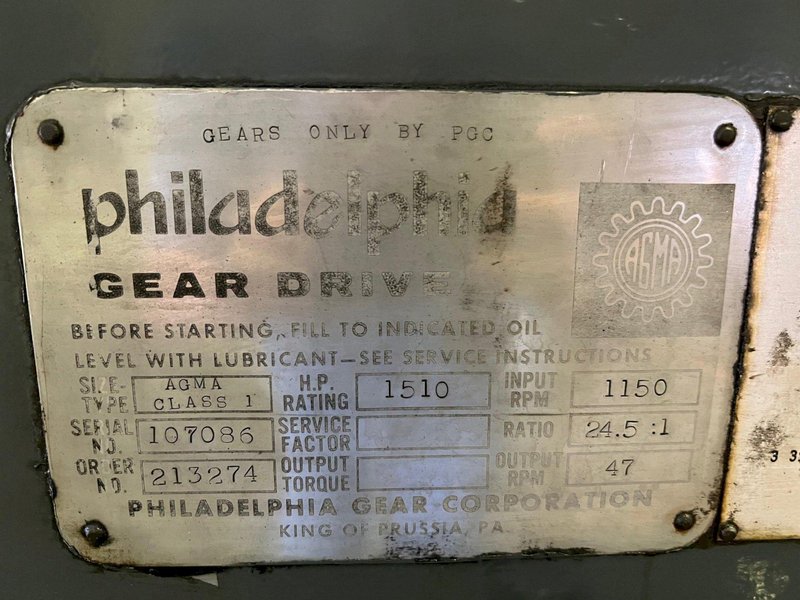 GEARS ONLY BY PGC
philadelphia
GEAR DRIVE
AGMA
BEFORE STARTING, FILL TO INDICATED OIL
LEVEL WITH LUBRICANT—SEE SERVICE INSTRUCTIONS
SIZE-TYPE AGMA CLASS 1 H.P. RATING 1510 INPUT RPM 1150
SERIAL NO. 107086 SERVICE FACTOR RATIO 24.5 :1
ORDER NO. 213274 OUTPUT TORQUE OUTPUT RPM 47
PHILADELPHIA GEAR CORPORATION
KING OF PRUSSIA, PA.